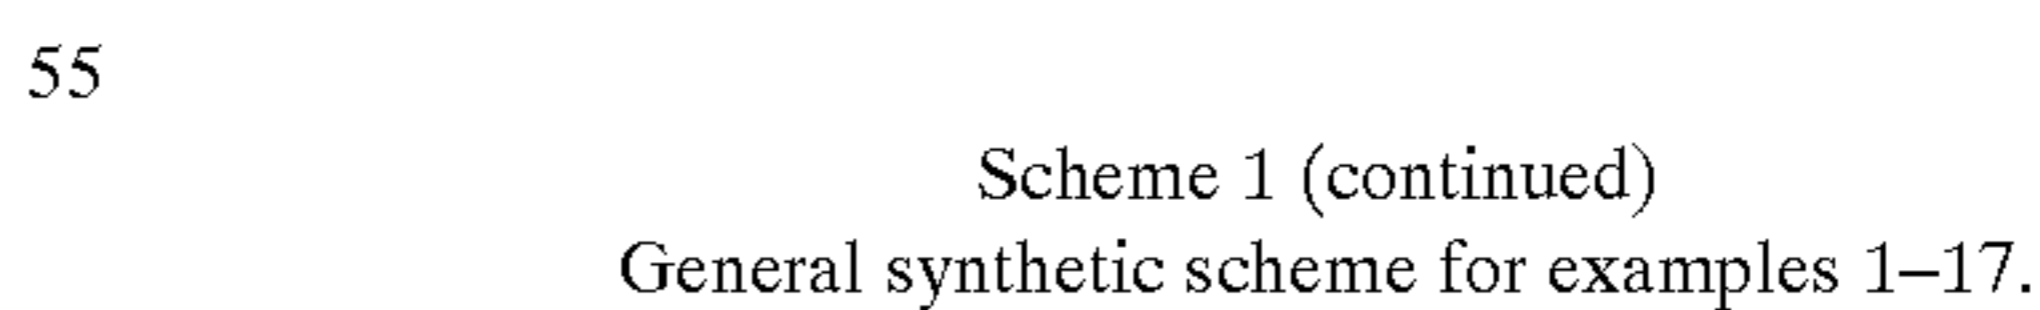 55
Scheme 1 (continued)
General synthetic scheme for examples 1–17.